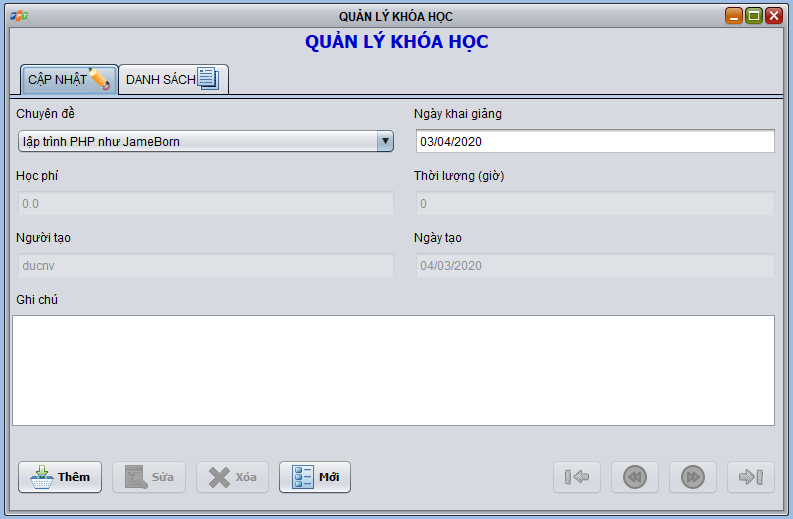 QUẢN LÝ KHÓA HỌC
QUẢN LÝ KHÓA HỌC
CẬP NHẬT DANH SÁCH
Chuyên đề Ngày khai giảng
lập trình PHP như JameBorn 03/04/2020
Học phí Thời lượng (giờ)
0.0 0
Người tạo Ngày tạo
ducnv 04/03/2020
Ghi chú
Thêm Sửa Xóa Mới